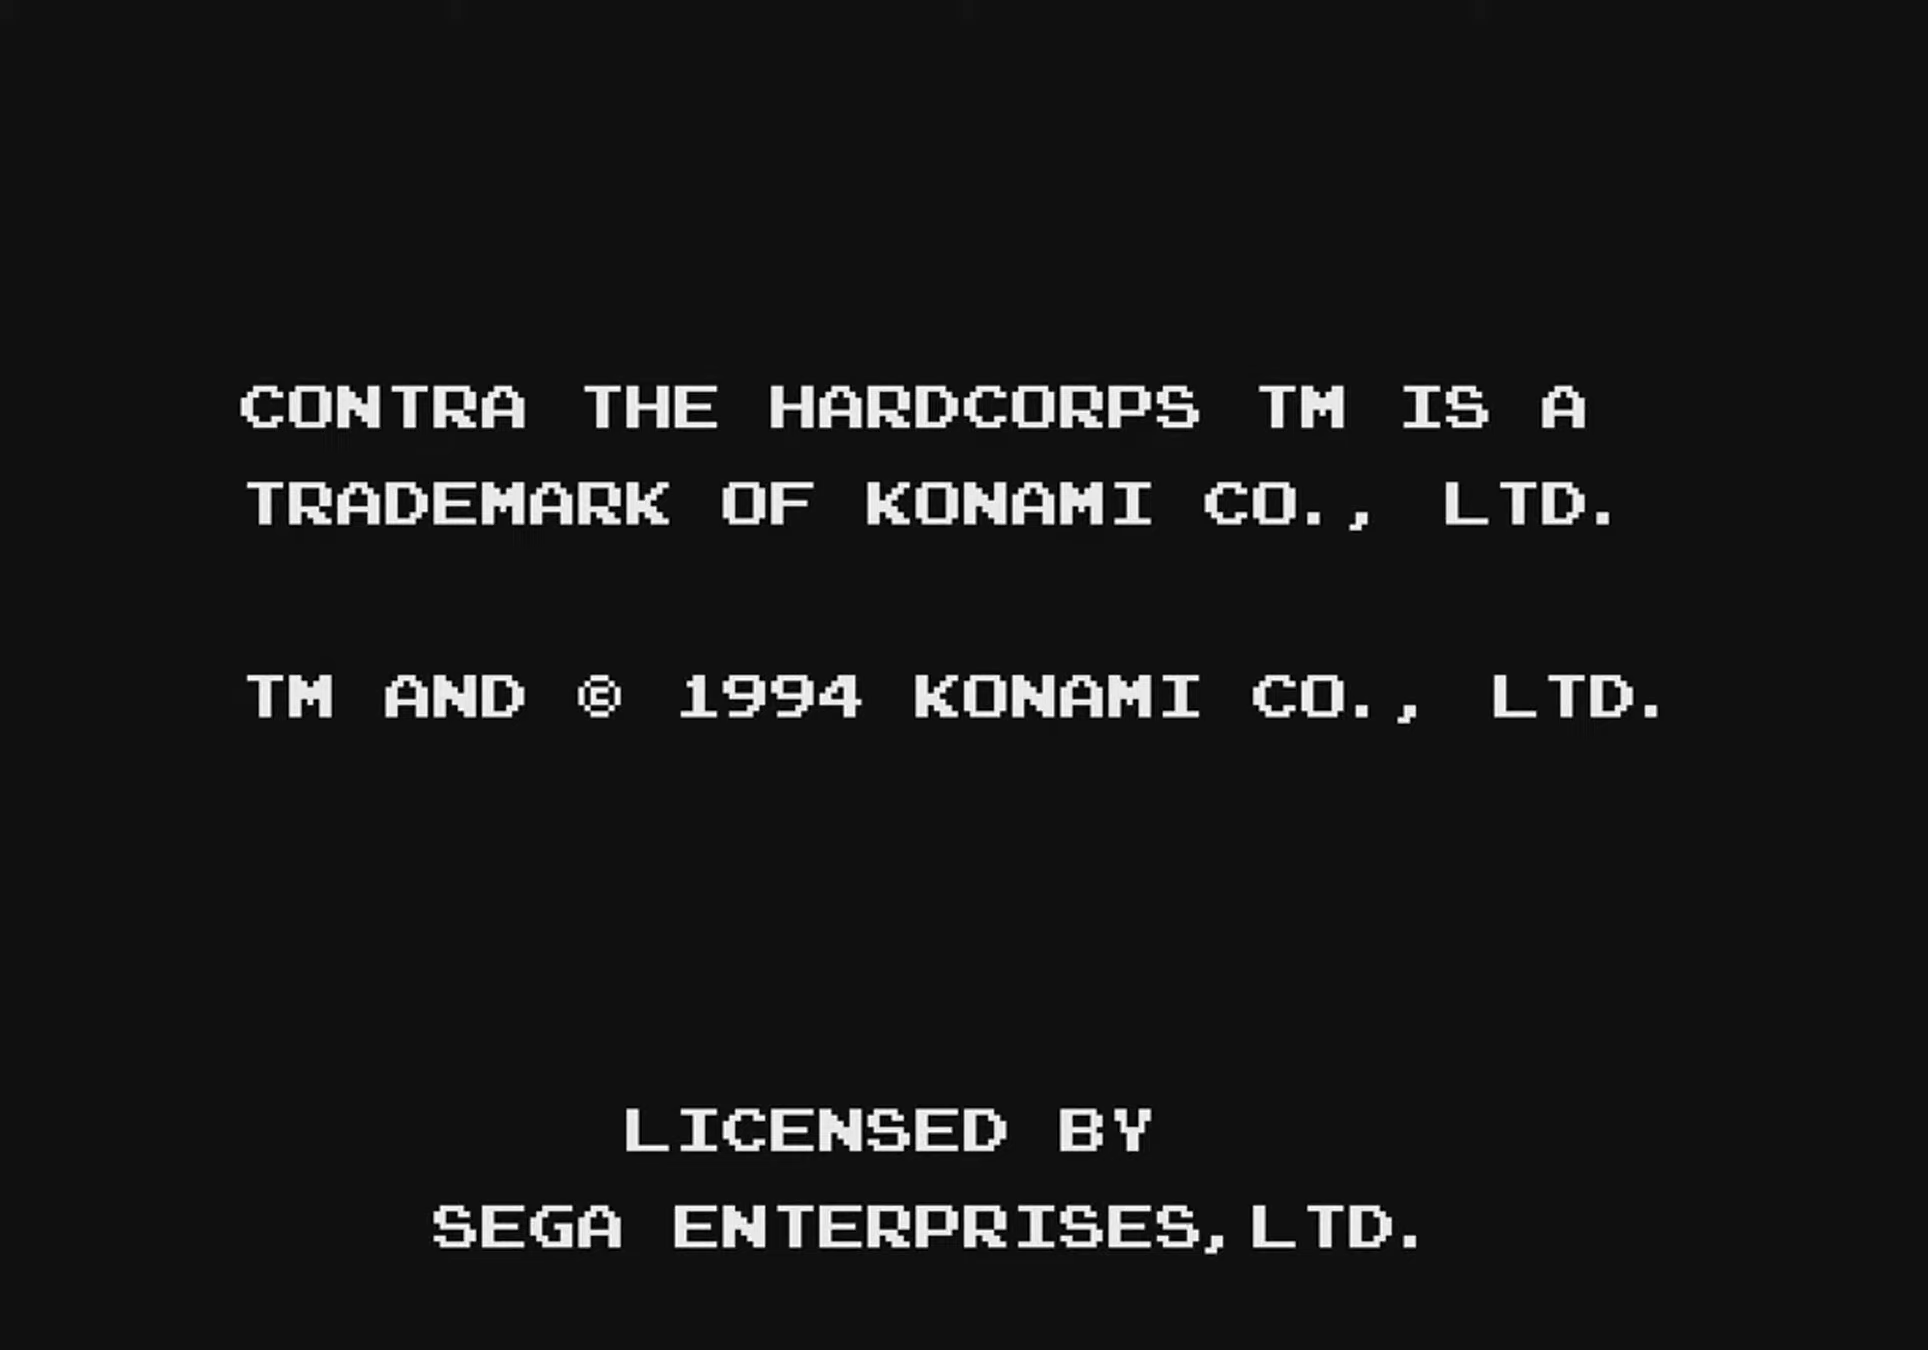 CONTRA THE HARDCORPS TM IS A
TRADEMARK OF KONAMI CO., LTD.
TM AND © 1994 KONAMI CO., LTD.
LICENSED BY
SEGA ENTERPRISES,LTD.